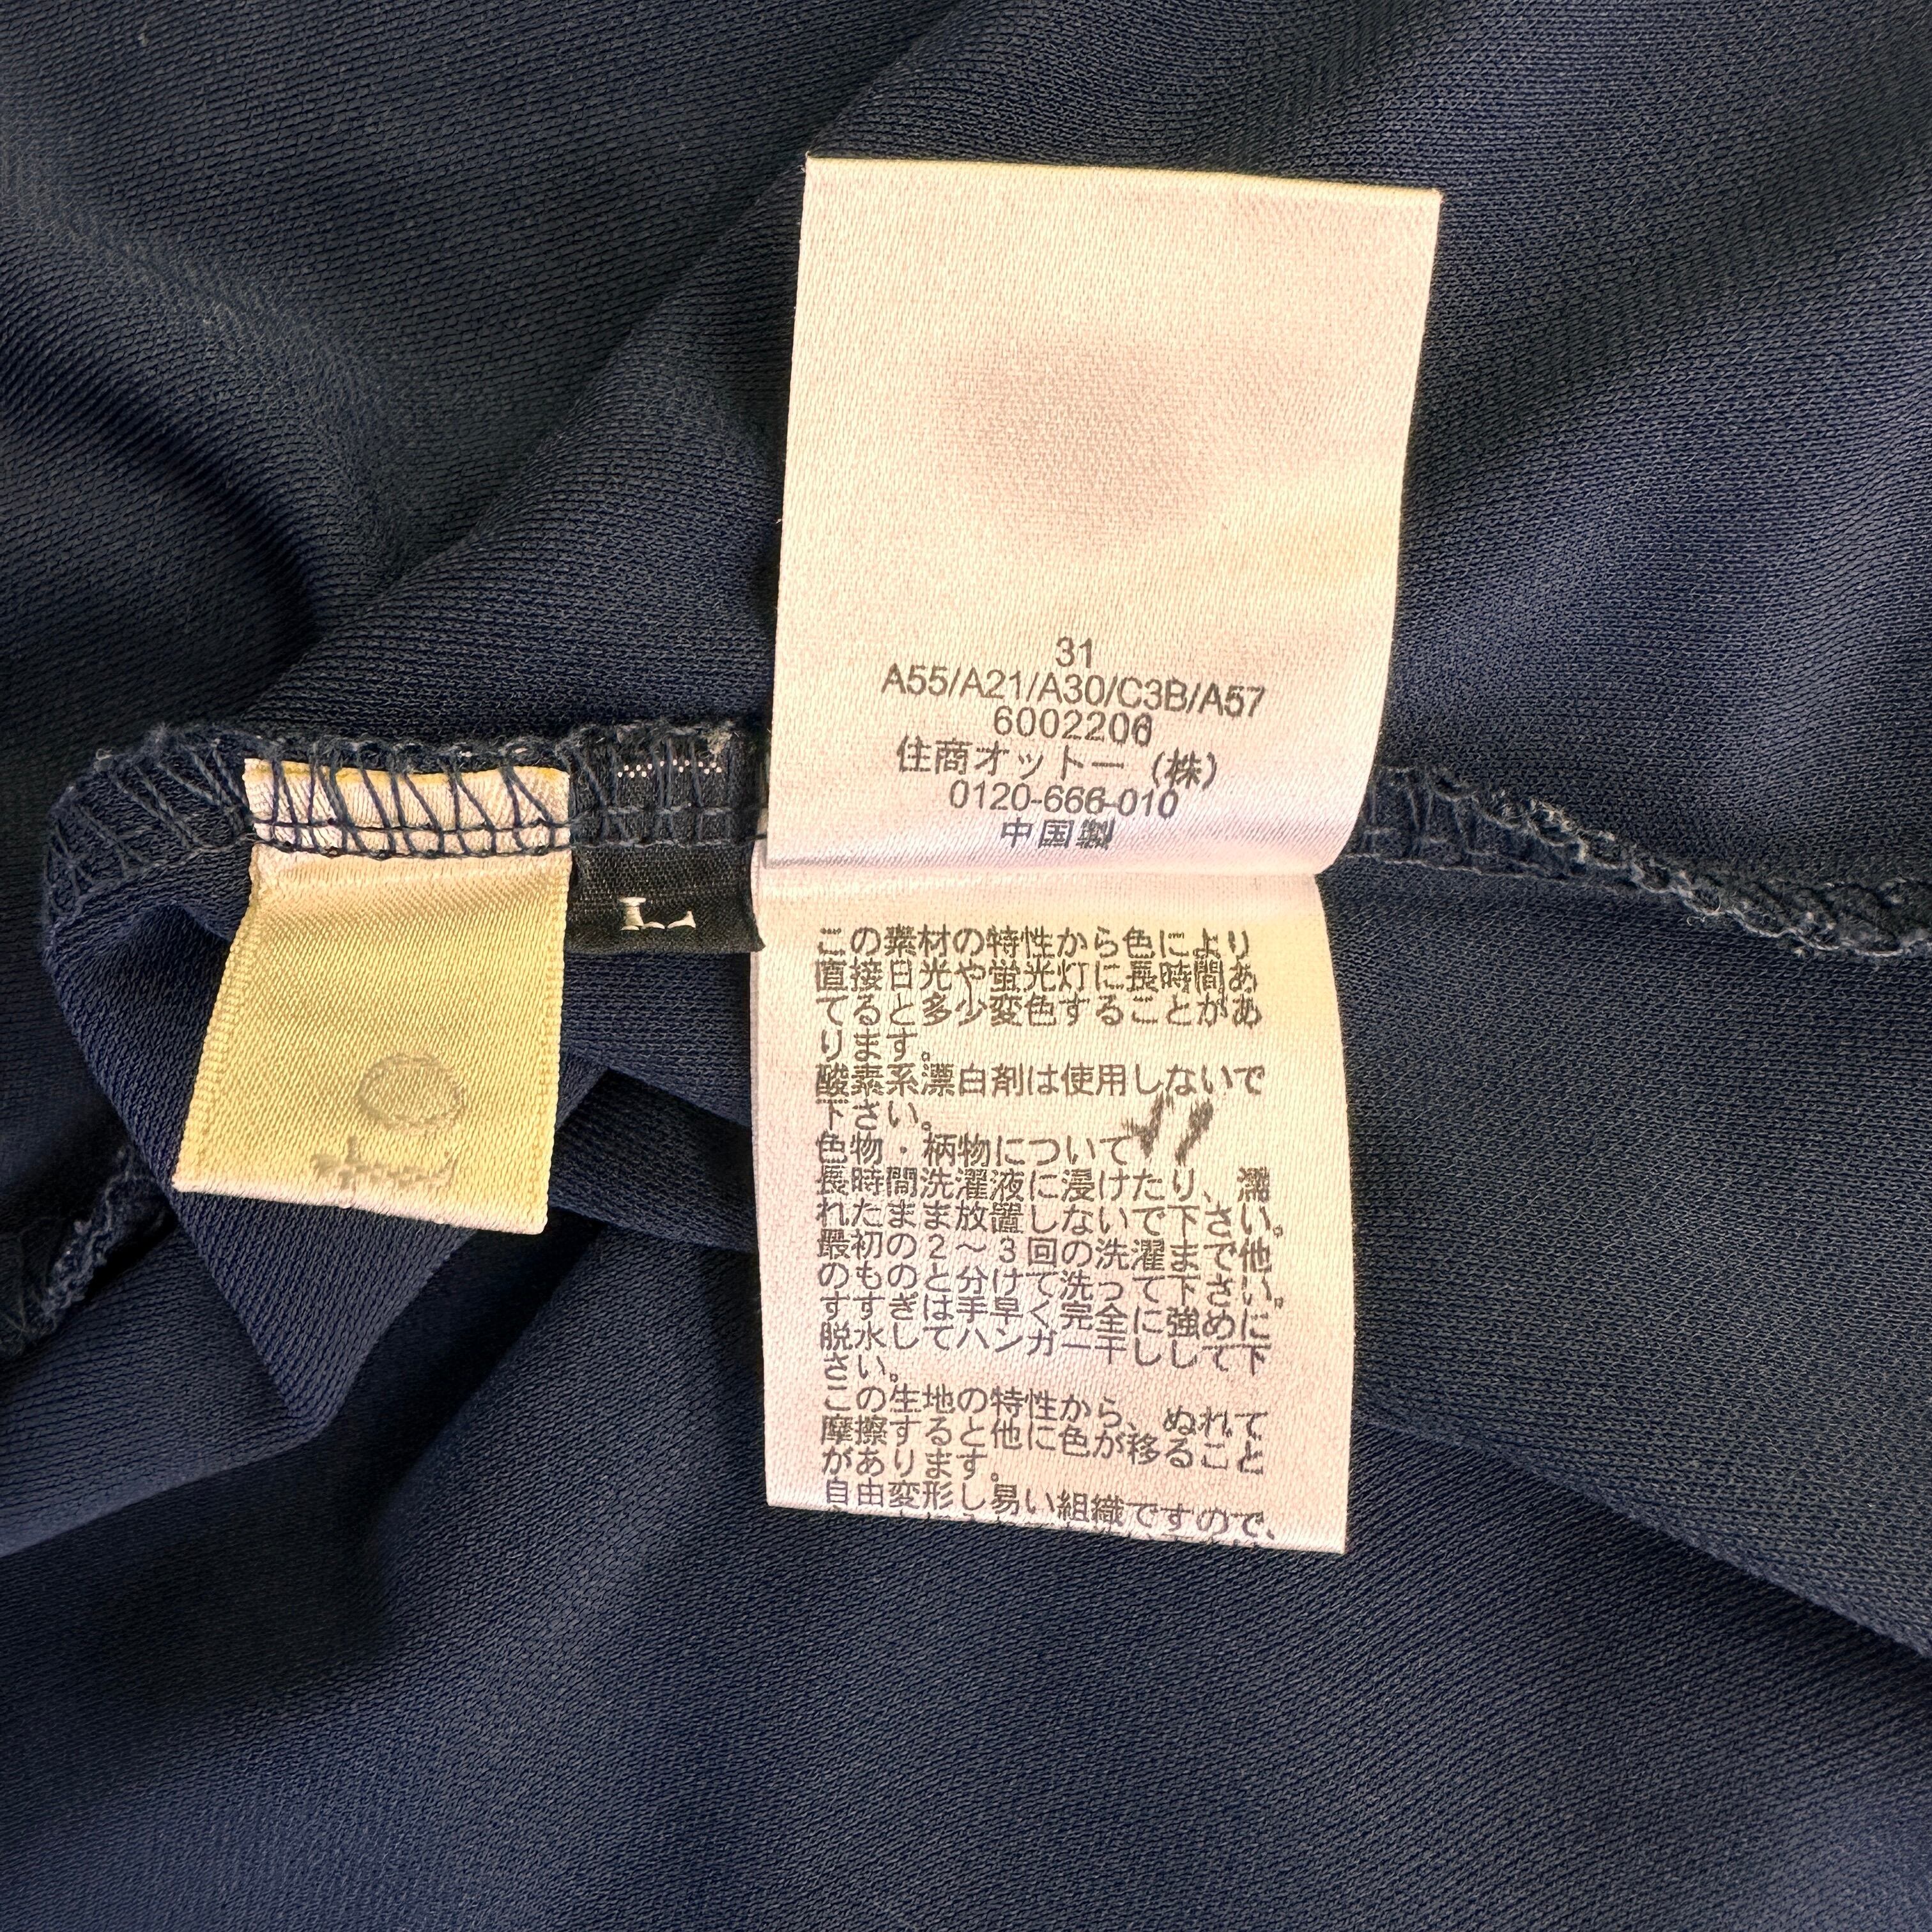 31
A55/A21/A30/C3B/A57
6002206
住商オットー (株)
0120-666-010
中国製
L
この素材の特性から色により
直接日光や蛍光灯に長時間あ
てると多少変色することがあ
ります。
酸素系漂白剤は使用しないで
下さい。
色物・柄物について
長時間洗濯液に浸けたり、濡
れたまま放置しないで下さい。
最初の2～3回の洗濯まで他
のものと分けて洗って下さい。
すすぎは手早く完全に強めに
脱水してハンガー干しして下
さい。
この生地の特性から、ぬれて
摩擦すると他に色が移ること
があります。
自由変形し易い組織ですので、